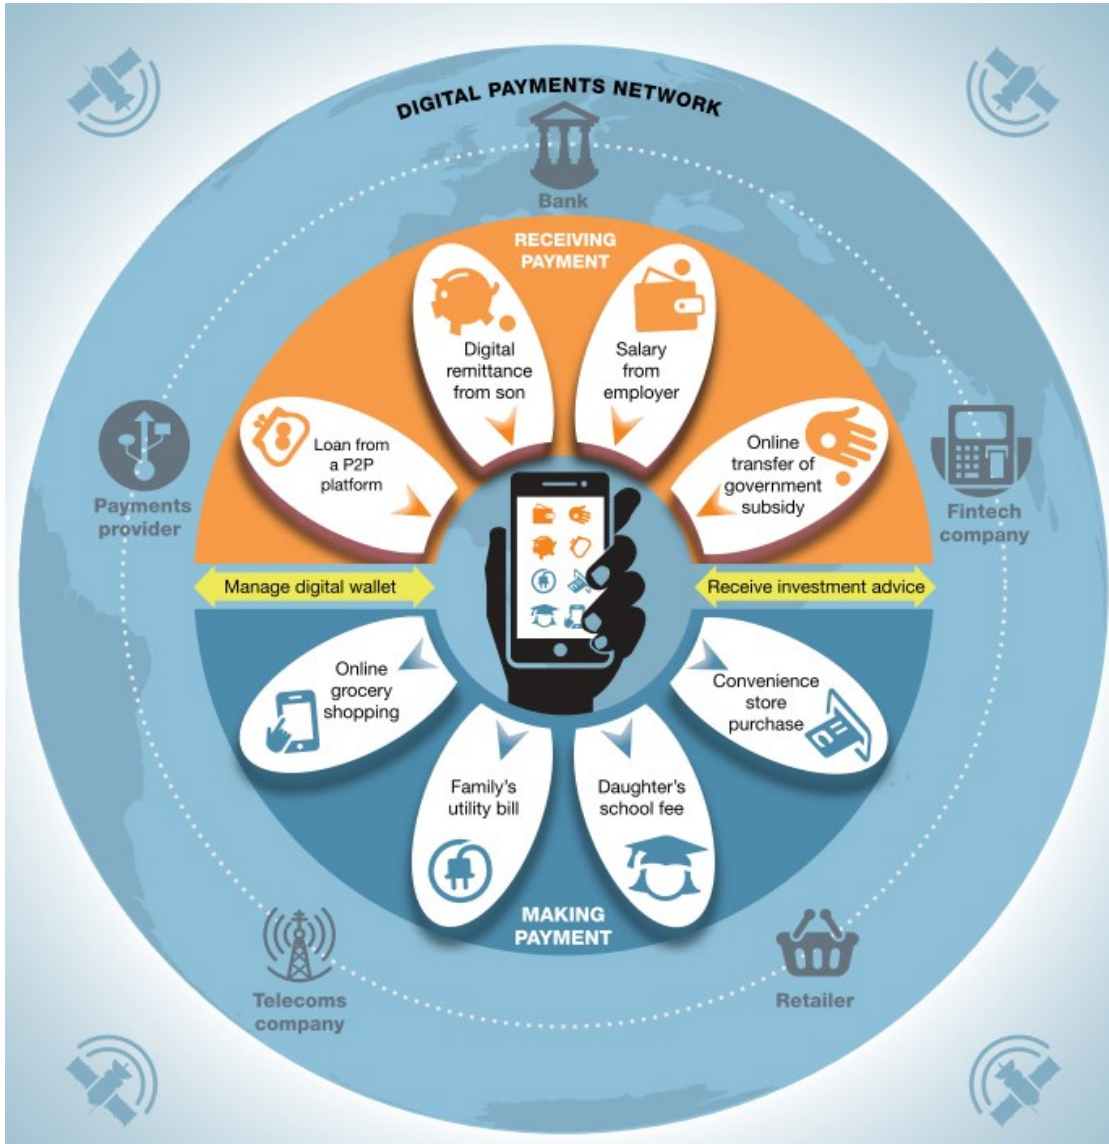 DIGITAL PAYMENTS NETWORK
Bank
RECEIVING
PAYMENT
Digital
remittance
from son
Salary
from
employer
Loan from
a P2P
platform
Online
transfer of
government
subsidy
Payments
provider
Fintech
company
Manage digital wallet
Receive investment advice
Online
grocery
shopping
Convenience
store
purchase
Family's
utility bill
Daughter's
school fee
MAKING
PAYMENT
Telecoms
company
Retailer